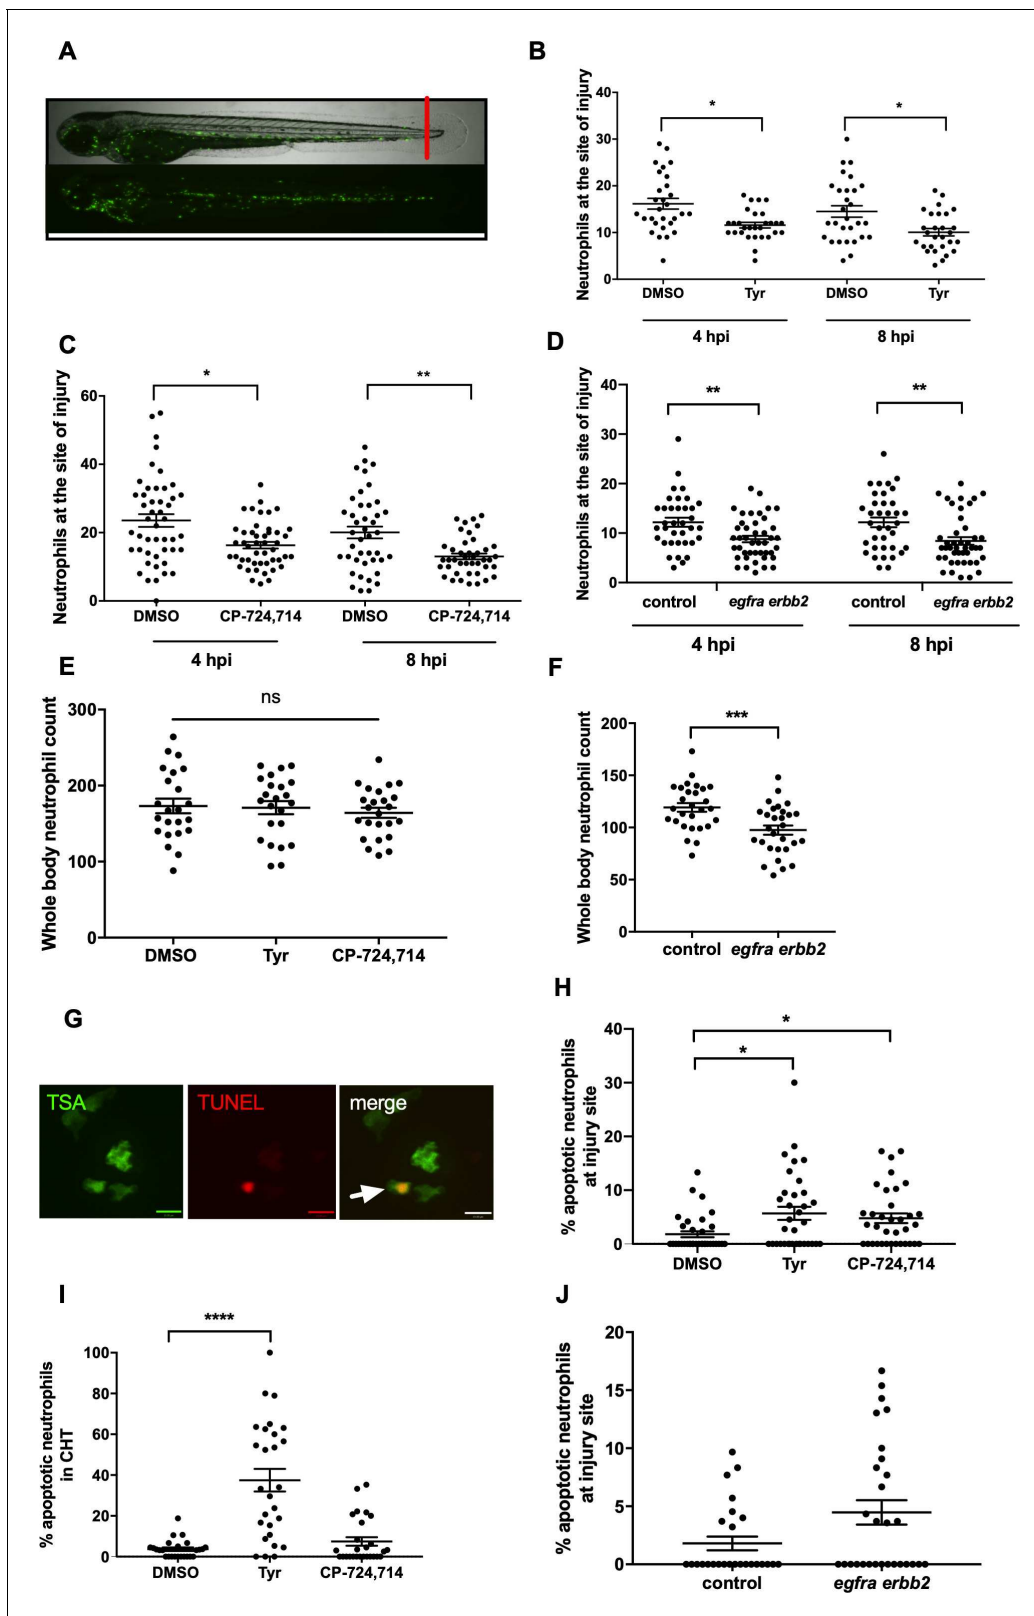 A
B
Neutrophils at the site of injury
40
30
20
10
0
*
*
DMSO
Tyr
DMSO
Tyr
4 hpi
8 hpi
C
Neutrophils at the site of injury
60
40
20
0
*
**
DMSO
CP-724,714
DMSO
CP-724,714
4 hpi
8 hpi
D
Neutrophils at the site of injury
40
30
20
10
0
**
**
control
egfra erbb2
control
egfra erbb2
4 hpi
8 hpi
E
Whole body neutrophil count
300
200
100
0
ns
DMSO
Tyr
CP-724,714
F
Whole body neutrophil count
200
150
100
50
0
***
control
egfra erbb2
G
TSA
TUNEL
merge
H
% apoptotic neutrophils
at injury site
40
30
20
10
0
*
*
DMSO
Tyr
CP-724,714
I
% apoptotic neutrophils
in CHT
100
80
60
40
20
0
****
DMSO
Tyr
CP-724,714
J
% apoptotic neutrophils
at injury site
20
15
10
5
0
control
egfra erbb2